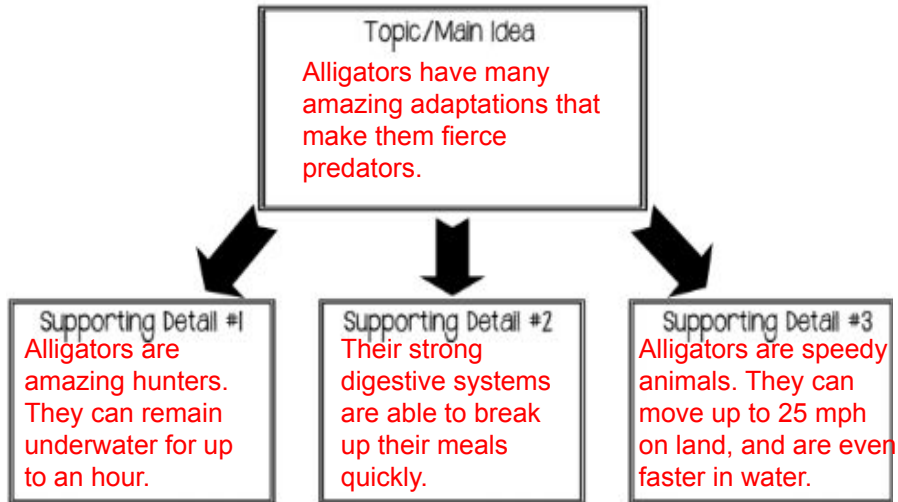 Topic/Main Idea
Alligators have many
amazing adaptations that
make them fierce
predators.
Supporting Detail #1
Alligators are
amazing hunters.
They can remain
underwater for up
to an hour.
Supporting Detail #2
Their strong
digestive systems
are able to break
up their meals
quickly.
Supporting Detail #3
Alligators are speedy
animals. They can
move up to 25 mph
on land, and are even
faster in water.